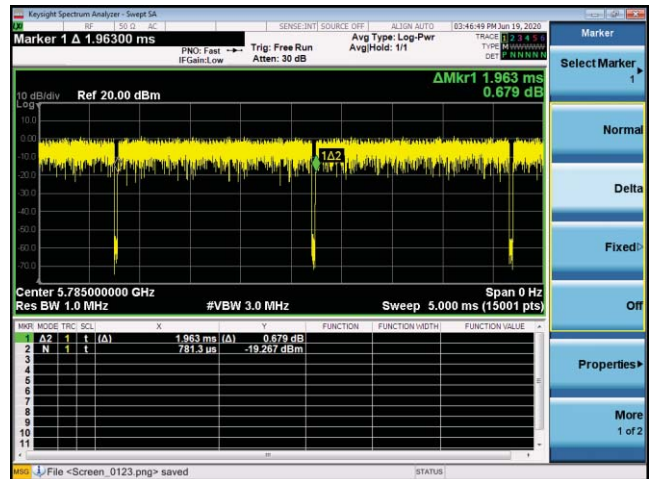 Keysight Spectrum Analyzer - Swept SA
RF 50 Ω AC SENSE:INT SOURCE OFF ALIGN AUTO 03:46:49 PM Jun 19, 2020
Marker 1 Δ 1.96300 ms
PNO: Fast
IFGain:Low
Trig: Free Run
Atten: 30 dB
Avg Type: Log-Pwr
Avg|Hold: 1/1
TRACE 1 2 3 4 5 6
TYPE MWWWWW
DET P NNNNN
ΔMkr1 1.963 ms
0.679 dB
10 dB/div Ref 20.00 dBm
Log
10.0
0.00
-10.0
-20.0
-30.0
-40.0
-50.0
-60.0
-70.0
1Δ2
Center 5.785000000 GHz Span 0 Hz
Res BW 1.0 MHz #VBW 3.0 MHz Sweep 5.000 ms (15001 pts)
MKR MODE TRC SCL X Y FUNCTION FUNCTION WIDTH FUNCTION VALUE
1 Δ2 1 t (Δ) 1.963 ms (Δ) 0.679 dB
2 N 1 t 781.3 µs -19.267 dBm
3
4
5
6
7
8
9
10
11
MSG File <Screen_0123.png> saved STATUS
Marker
Select Marker
1
Normal
Delta
Fixed
Off
Properties
More
1 of 2